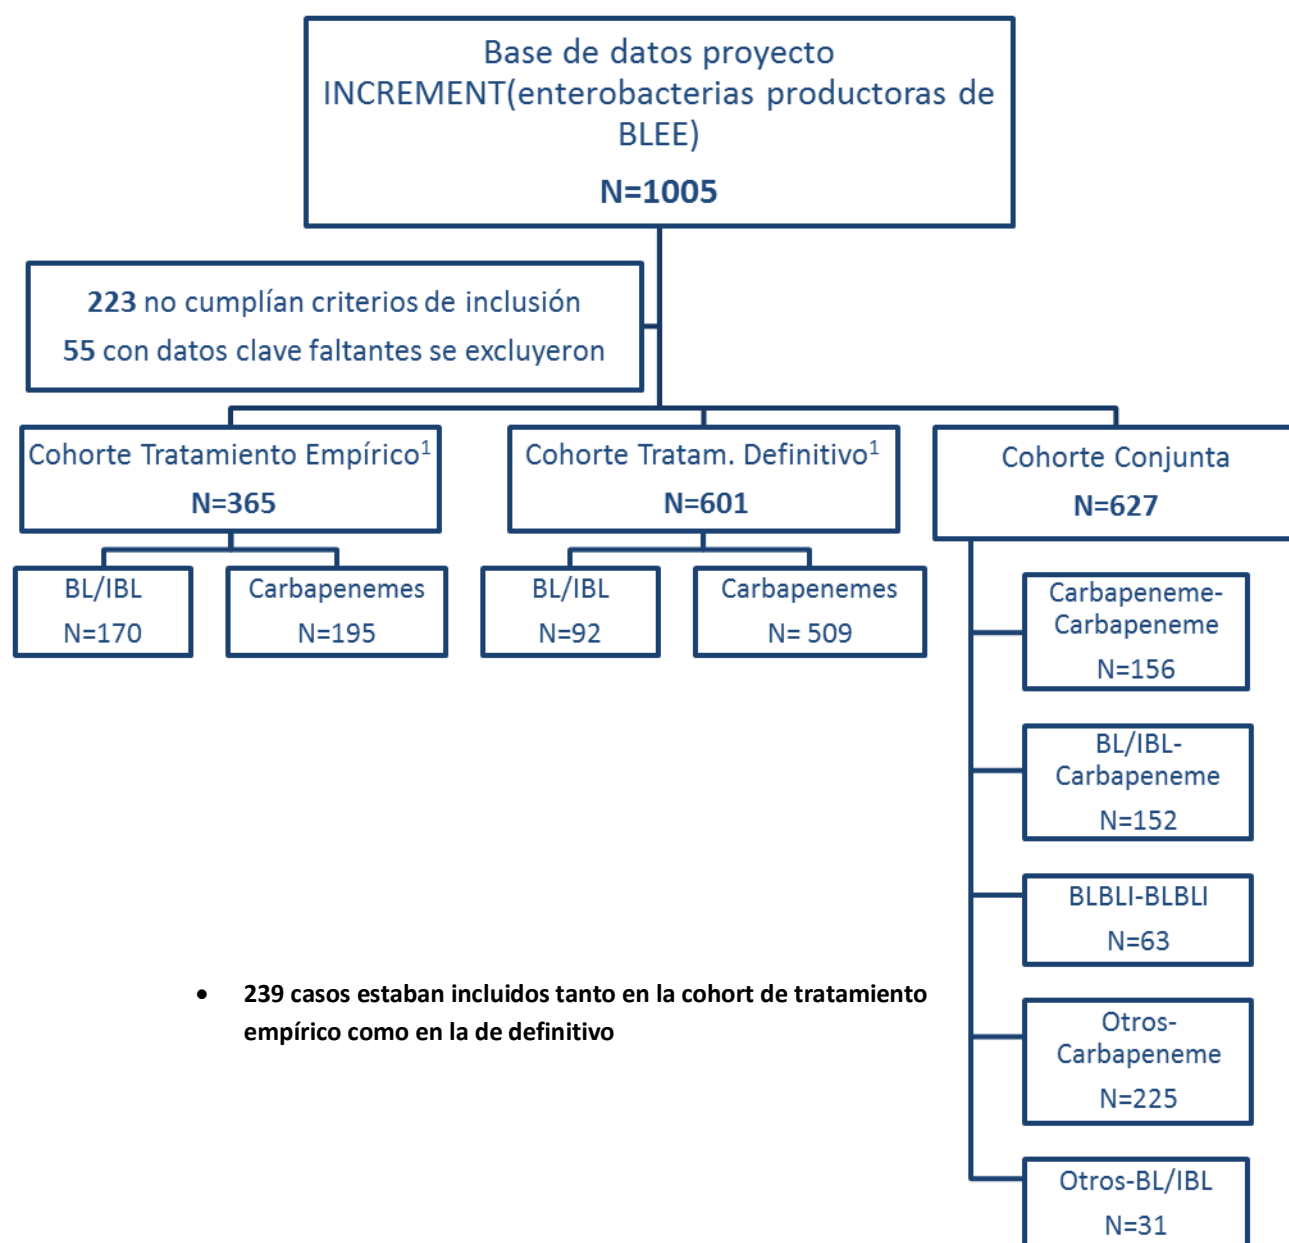 Base de datos proyecto
INCREMENT(enterobacterias productoras de
BLEE)
N=1005
223 no cumplían criterios de inclusión
55 con datos clave faltantes se excluyeron
Cohorte Tratamiento Empírico¹
N=365
Cohorte Tratam. Definitivo¹
N=601
Cohorte Conjunta
N=627
BL/IBL
N=170
Carbapenemes
N=195
BL/IBL
N=92
Carbapenemes
N= 509
Carbapeneme-
Carbapeneme
N=156
BL/IBL-
Carbapeneme
N=152
BLBLI-BLBLI
N=63
Otros-
Carbapeneme
N=225
Otros-BL/IBL
N=31
• 239 casos estaban incluidos tanto en la cohort de tratamiento
empírico como en la de definitivo